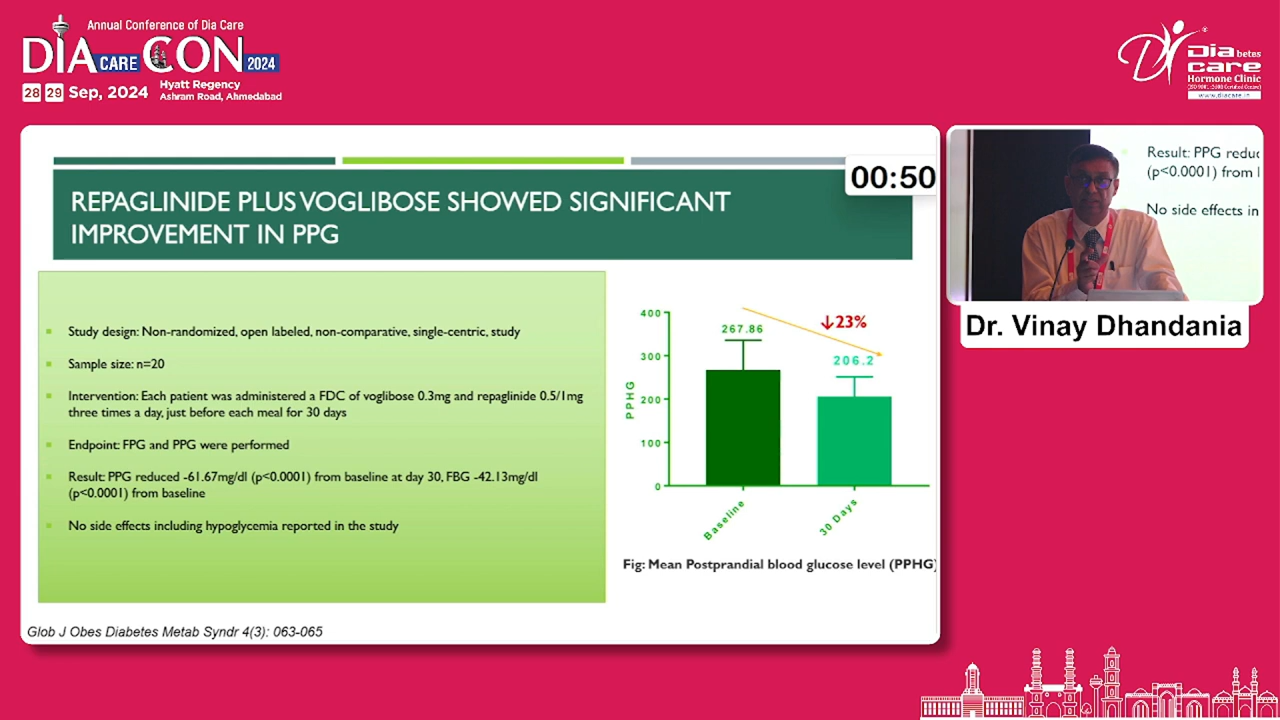 Annual Conference of Dia Care
DIA CARE CON 2024
28 29 Sep, 2024
Hyatt Regency
Ashram Road, Ahmedabad
Diabetes
care
Hormone Clinic
www.diacare.in
00:50
REPAGLINIDE PLUS VOGLIBOSE SHOWED SIGNIFICANT
IMPROVEMENT IN PPG
Study design: Non-randomized, open labeled, non-comparative, single-centric, study
Sample size: n=20
Intervention: Each patient was administered a FDC of voglibose 0.3mg and repaglinide 0.5/1mg
three times a day, just before each meal for 30 days
Endpoint: FPG and PPG were performed
Result: PPG reduced -61.67mg/dl (p<0.0001) from baseline at day 30, FBG -42.13mg/dl
(p<0.0001) from baseline
No side effects including hypoglycemia reported in the study
PPHG
400
300
200
100
0
267.86
↓23%
206.2
Baseline
30 Days
Fig: Mean Postprandial blood glucose level (PPHG)
Glob J Obes Diabetes Metab Syndr 4(3): 063-065
Result: PPG reduc
(p<0.0001) from
No side effects in
Dr. Vinay Dhandania